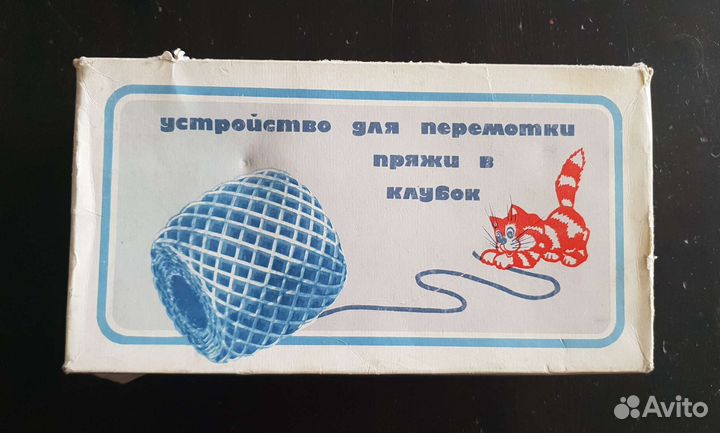 устройство для перемотки
пряжи в
клубок
Avito